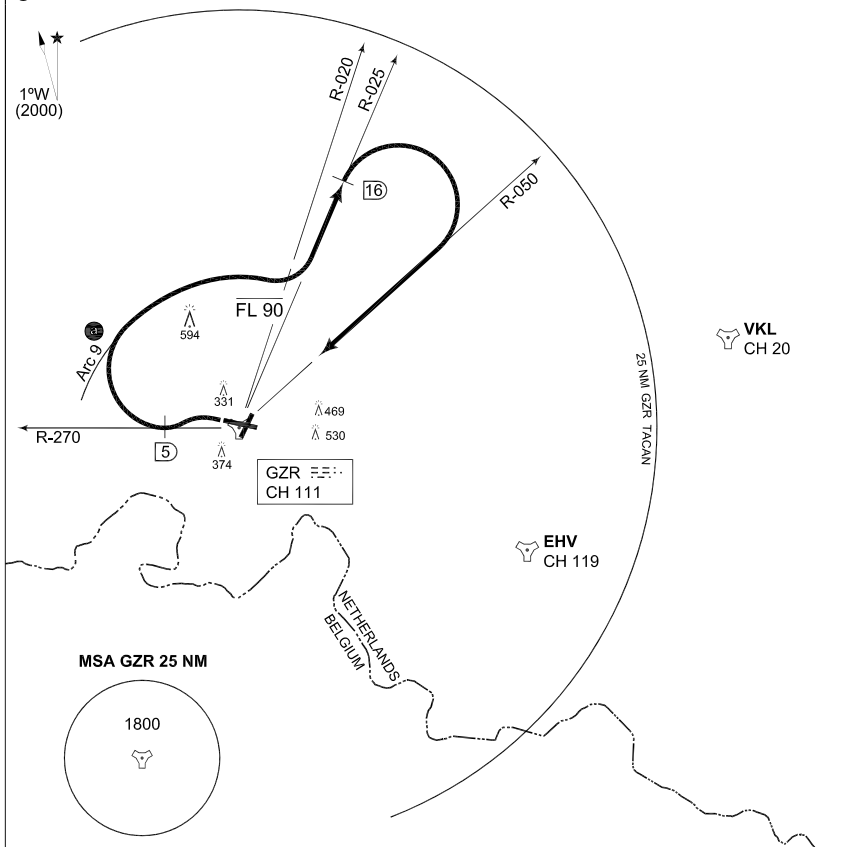 1ºW
(2000)
R-020
R-025
16
R-050
FL 90
594
a
Arc 9
331
469
530
374
R-270
5
GZR
CH 111
VKL
CH 20
25 NM GZR TACAN
EHV
CH 119
NETHERLANDS
BELGIUM
MSA GZR 25 NM
1800